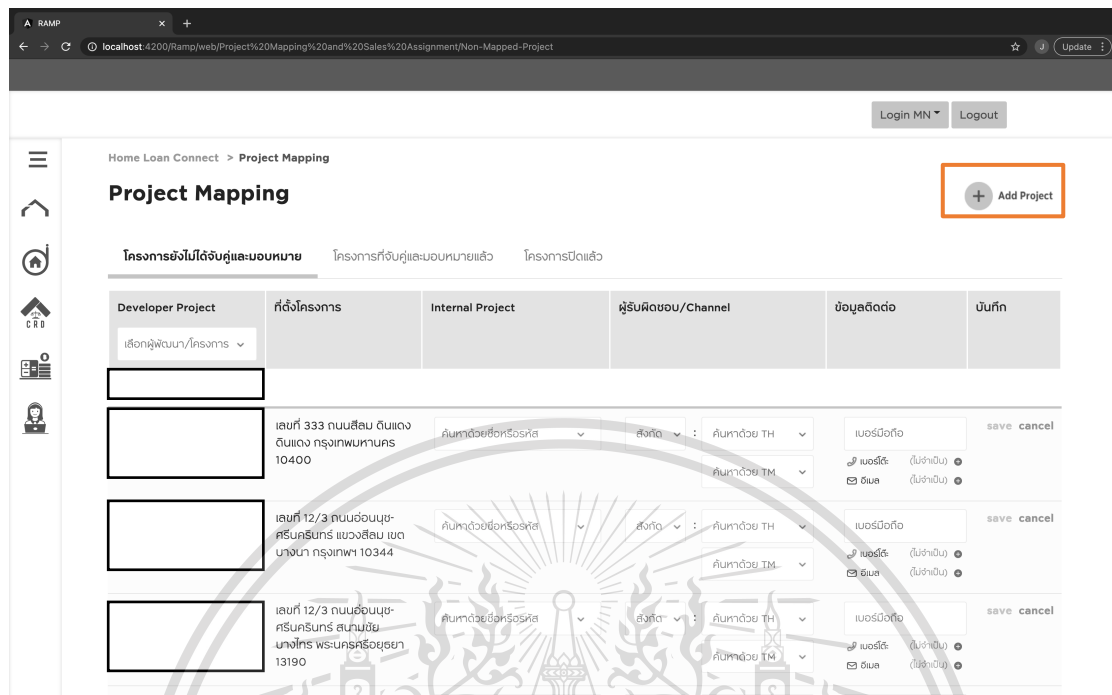 RAMP
localhost:4200/Ramp/web/Project%20Mapping%20and%20Sales%20Assignment/Non-Mapped-Project
J
Update
Login MN
Logout
Home Loan Connect > Project Mapping
Project Mapping
Add Project
โครงการยังไม่ได้จับคู่และมอบหมาย
โครงการที่จับคู่และมอบหมายแล้ว
โครงการปิดแล้ว
CRD
Developer Project
ที่ตั้งโครงการ
Internal Project
ผู้รับผิดชอบ/Channel
ข้อมูลติดต่อ
บันทึก
เลือกผู้พัฒนา/โครงการ
เลขที่ 333 ถนนสีลม ดินแดง
ดินแดง กรุงเทพมหานคร
10400
ค้นหาด้วยชื่อหรือรหัส
สังกัด : ค้นหาด้วย TH
ค้นหาด้วย TM
เบอร์มือถือ
เบอร์โต๊ะ (ไม่จำเป็น)
อีเมล (ไม่จำเป็น)
save cancel
เลขที่ 12/3 ถนนอ่อนนุช-
ศรีนครินทร์ แขวงสีลม เขต
บางนา กรุงเทพฯ 10344
ค้นหาด้วยชื่อหรือรหัส
สังกัด : ค้นหาด้วย TH
ค้นหาด้วย TM
เบอร์มือถือ
เบอร์โต๊ะ (ไม่จำเป็น)
อีเมล (ไม่จำเป็น)
save cancel
เลขที่ 12/3 ถนนอ่อนนุช-
ศรีนครินทร์ สนามชัย
บางไทร พระนครศรีอยุธยา
13190
ค้นหาด้วยชื่อหรือรหัส
สังกัด : ค้นหาด้วย TH
ค้นหาด้วย TM
เบอร์มือถือ
เบอร์โต๊ะ (ไม่จำเป็น)
อีเมล (ไม่จำเป็น)
save cancel